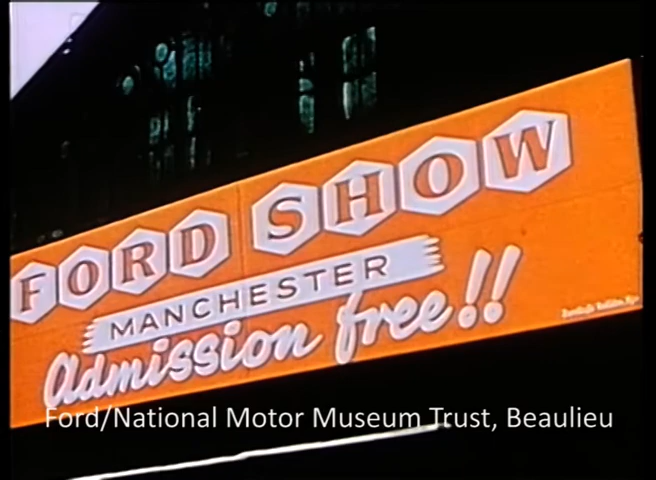 FORD SHOW
MANCHESTER
Admission free!!
Ford/National Motor Museum Trust, Beaulieu